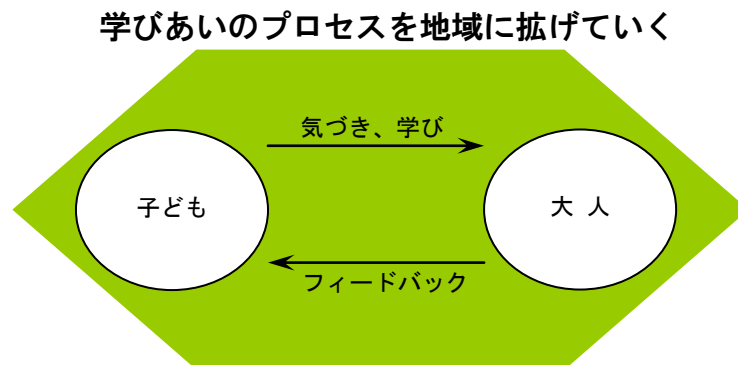 学びあいのプロセスを地域に拡げていく
気づき、学び
子ども
大 人
フィードバック